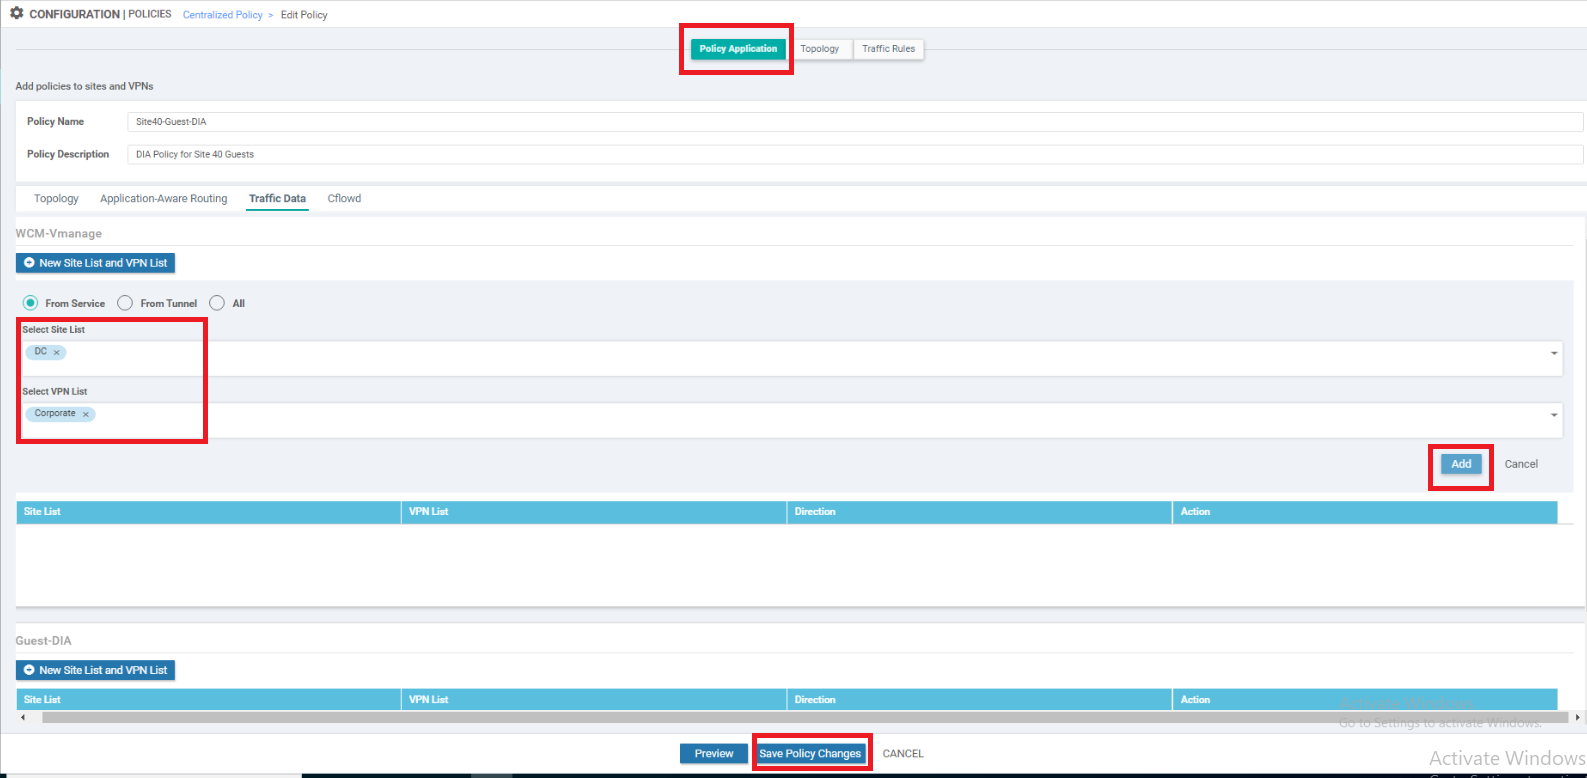 CONFIGURATION | POLICIES Centralized Policy > Edit Policy
Policy Application Topology Traffic Rules
Add policies to sites and VPNs
Policy Name Site40-Guest-DIA
Policy Description DIA Policy for Site 40 Guests
Topology Application-Aware Routing Traffic Data Cflowd
WCM-Vmanage
New Site List and VPN List
From Service From Tunnel All
Select Site List
DC ×
Select VPN List
Corporate ×
Add Cancel
Site List VPN List Direction Action
Guest-DIA
New Site List and VPN List
Site List VPN List Direction Action
Go to Settings to activate Windows.
Preview Save Policy Changes CANCEL
Activate Windows